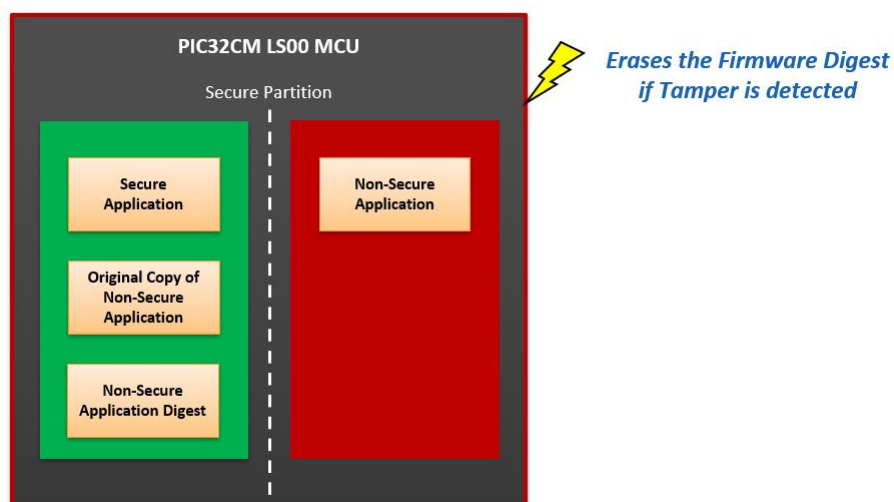 PIC32CM LS00 MCU
Secure Partition
Erases the Firmware Digest
if Tamper is detected
Secure
Application
Original Copy of
Non-Secure
Application
Non-Secure
Application Digest
Non-Secure
Application